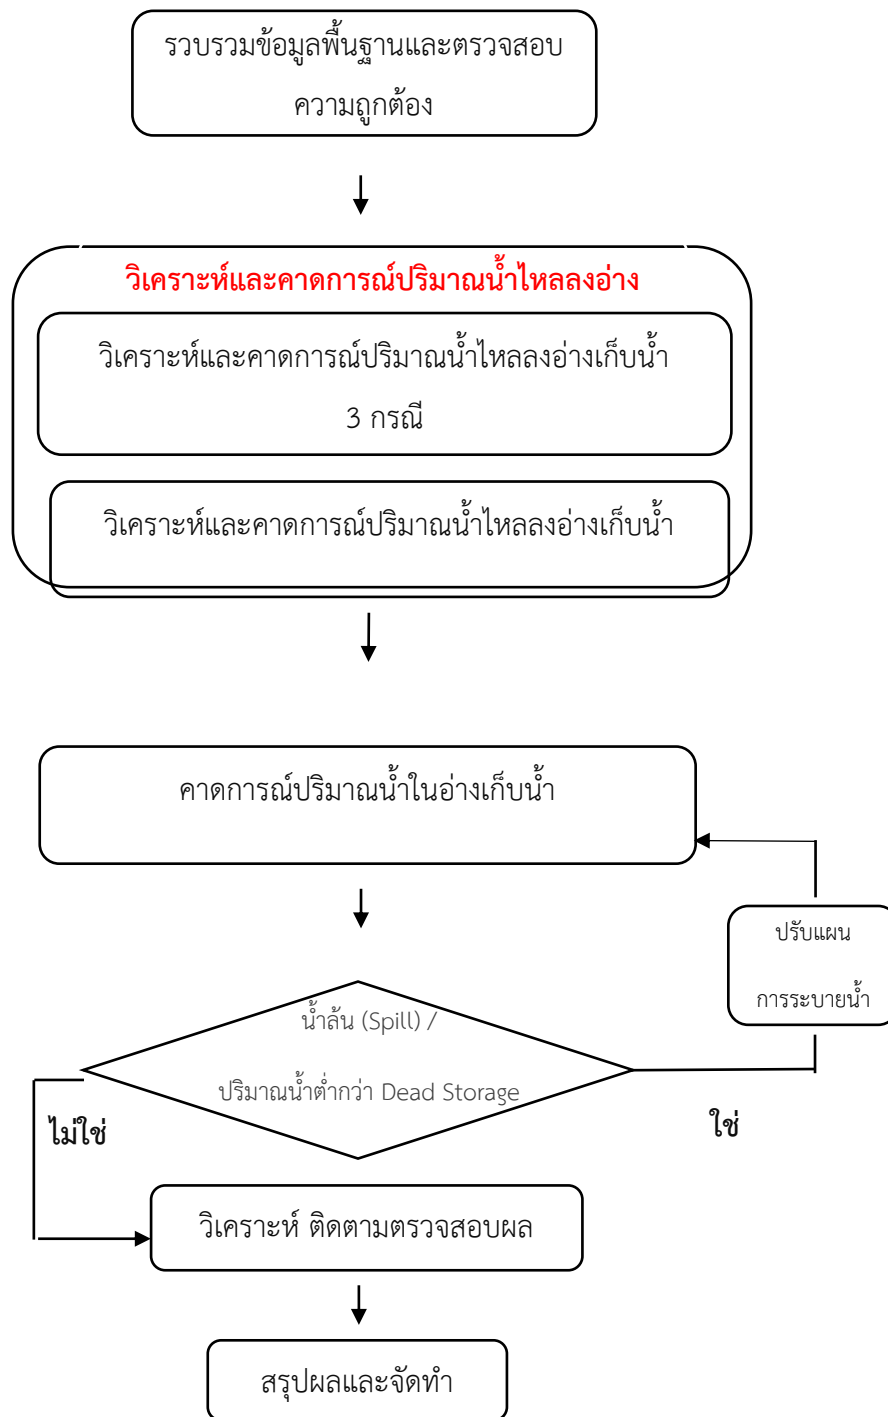 รวบรวมข้อมูลพื้นฐานและตรวจสอบ
ความถูกต้อง
วิเคราะห์และคาดการณ์ปริมาณน้ำไหลลงอ่าง
วิเคราะห์และคาดการณ์ปริมาณน้ำไหลลงอ่างเก็บน้ำ
3 กรณี
วิเคราะห์และคาดการณ์ปริมาณน้ำไหลลงอ่างเก็บน้ำ
คาดการณ์ปริมาณน้ำในอ่างเก็บน้ำ
ปรับแผน
การระบายน้ำ
น้ำล้น (Spill) /
ปริมาณน้ำต่ำกว่า Dead Storage
ไม่ใช่
ใช่
วิเคราะห์ ติดตามตรวจสอบผล
สรุปผลและจัดทำ